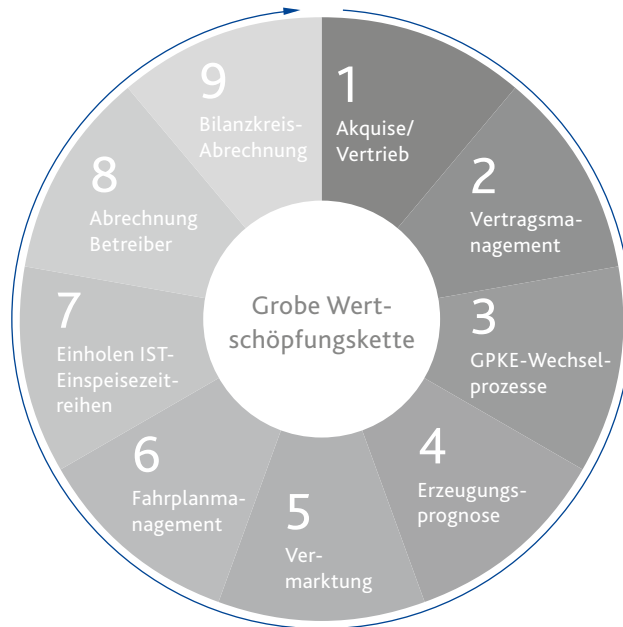 1
Akquise/
Vertrieb
2
Vertragsma-
nagement
3
GPKE-Wechsel-
prozesse
4
Erzeugungs-
prognose
5
Ver-
marktung
6
Fahrplanma-
nagement
7
Einholen IST-
Einspeisezeit-
reihen
8
Abrechnung
Betreiber
9
Bilanzkreis-
Abrechnung
Grobe Wert-
schöpfungskette